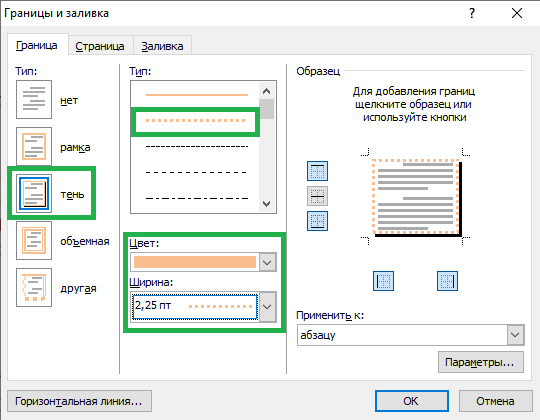 Границы и заливка
?
Граница
Страница
Заливка
Тип:
нет
рамка
тень
объемная
другая
Тип:
Цвет:
Ширина:
2,25 пт
Образец
Для добавления границ
щелкните образец или
используйте кнопки
Применить к:
абзацу
Параметры...
Горизонтальная линия...
ОК
Отмена